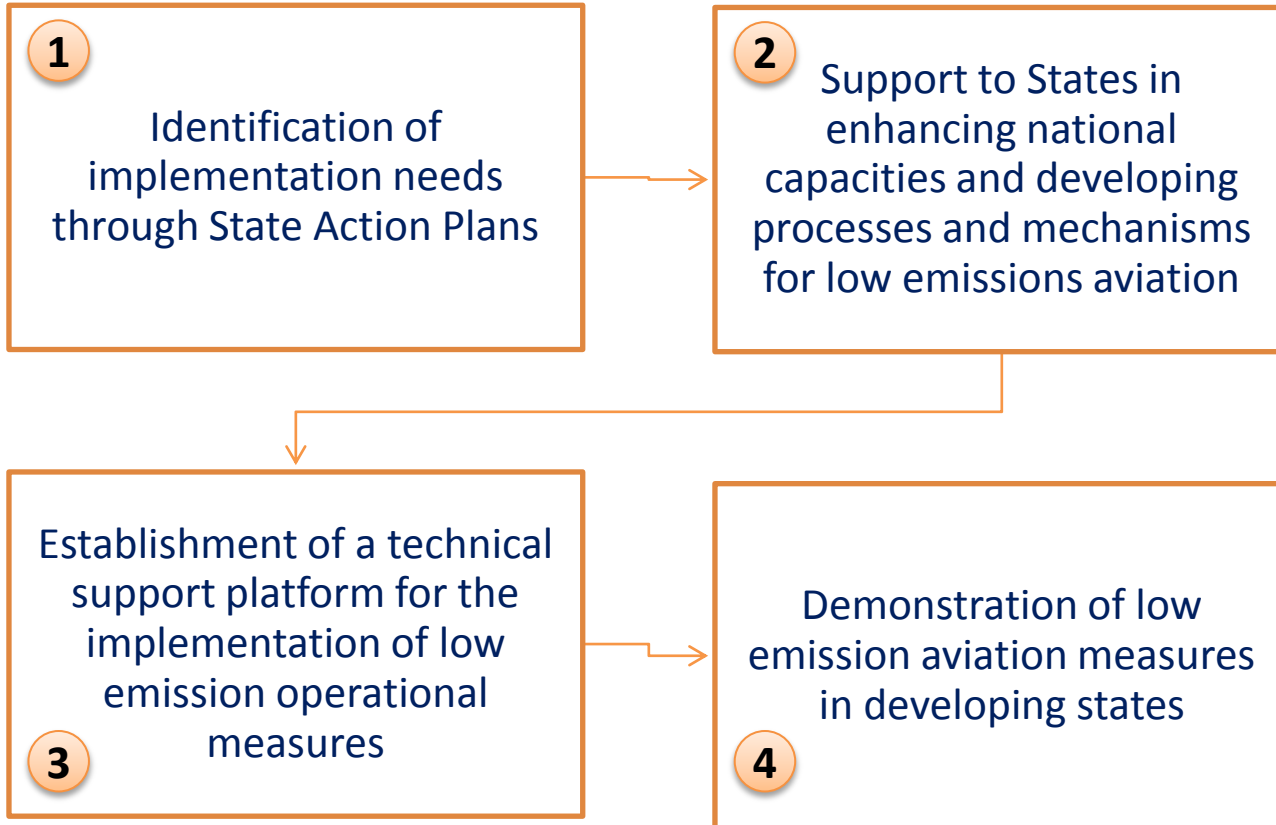 1
Identification of
implementation needs
through State Action Plans
2
Support to States in
enhancing national
capacities and developing
processes and mechanisms
for low emissions aviation
Establishment of a technical
support platform for the
implementation of low
emission operational
measures
3
Demonstration of low
emission aviation measures
in developing states
4